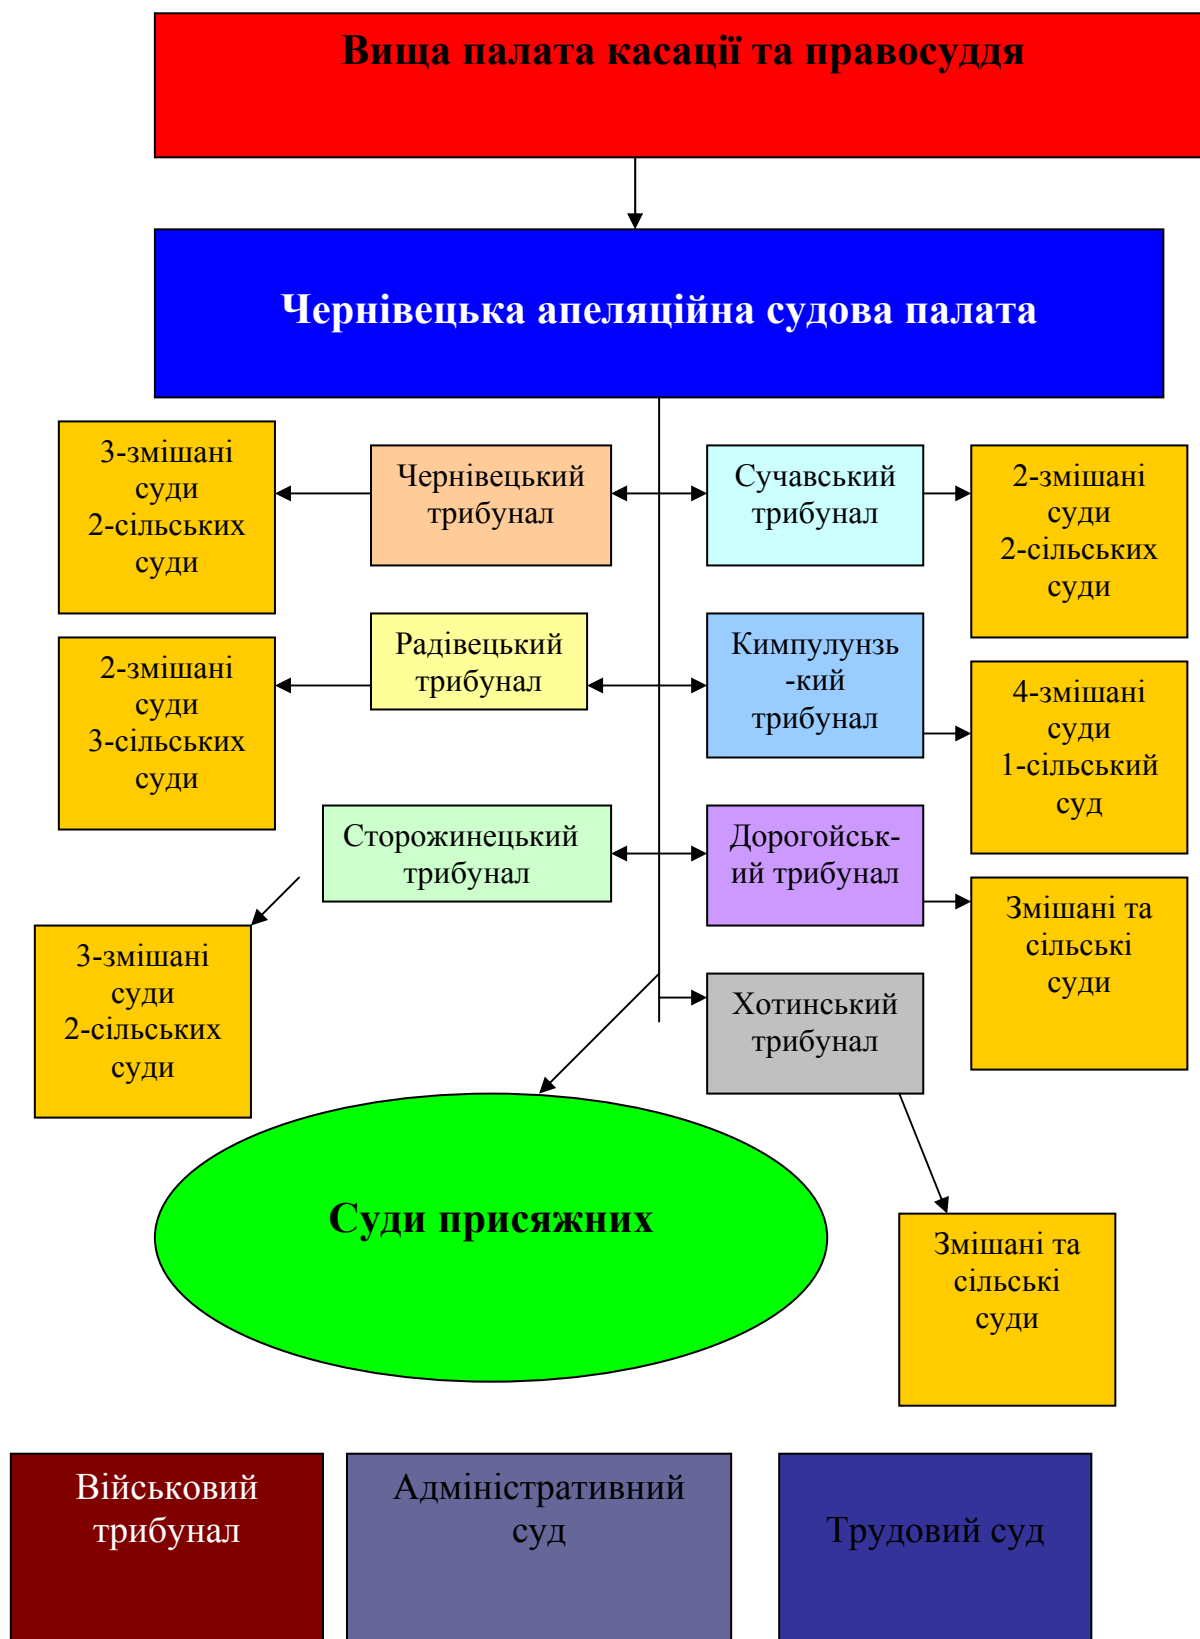 Вища палата касації та правосуддя
Чернівецька апеляційна судова палата
3-змішані
суди
2-сільських
суди
Чернівецький
трибунал
Сучавський
трибунал
2-змішані
суди
2-сільських
суди
2-змішані
суди
3-сільських
суди
Радівецький
трибунал
Кимпулунзь
-кий
трибунал
4-змішані
суди
1-сільський
суд
Сторожинецький
трибунал
Дорогойськ-
ий трибунал
Змішані та
сільські
суди
3-змішані
суди
2-сільських
суди
Хотинський
трибунал
Суди присяжних
Змішані та
сільські
суди
Військовий
трибунал
Адміністративний
суд
Трудовий суд